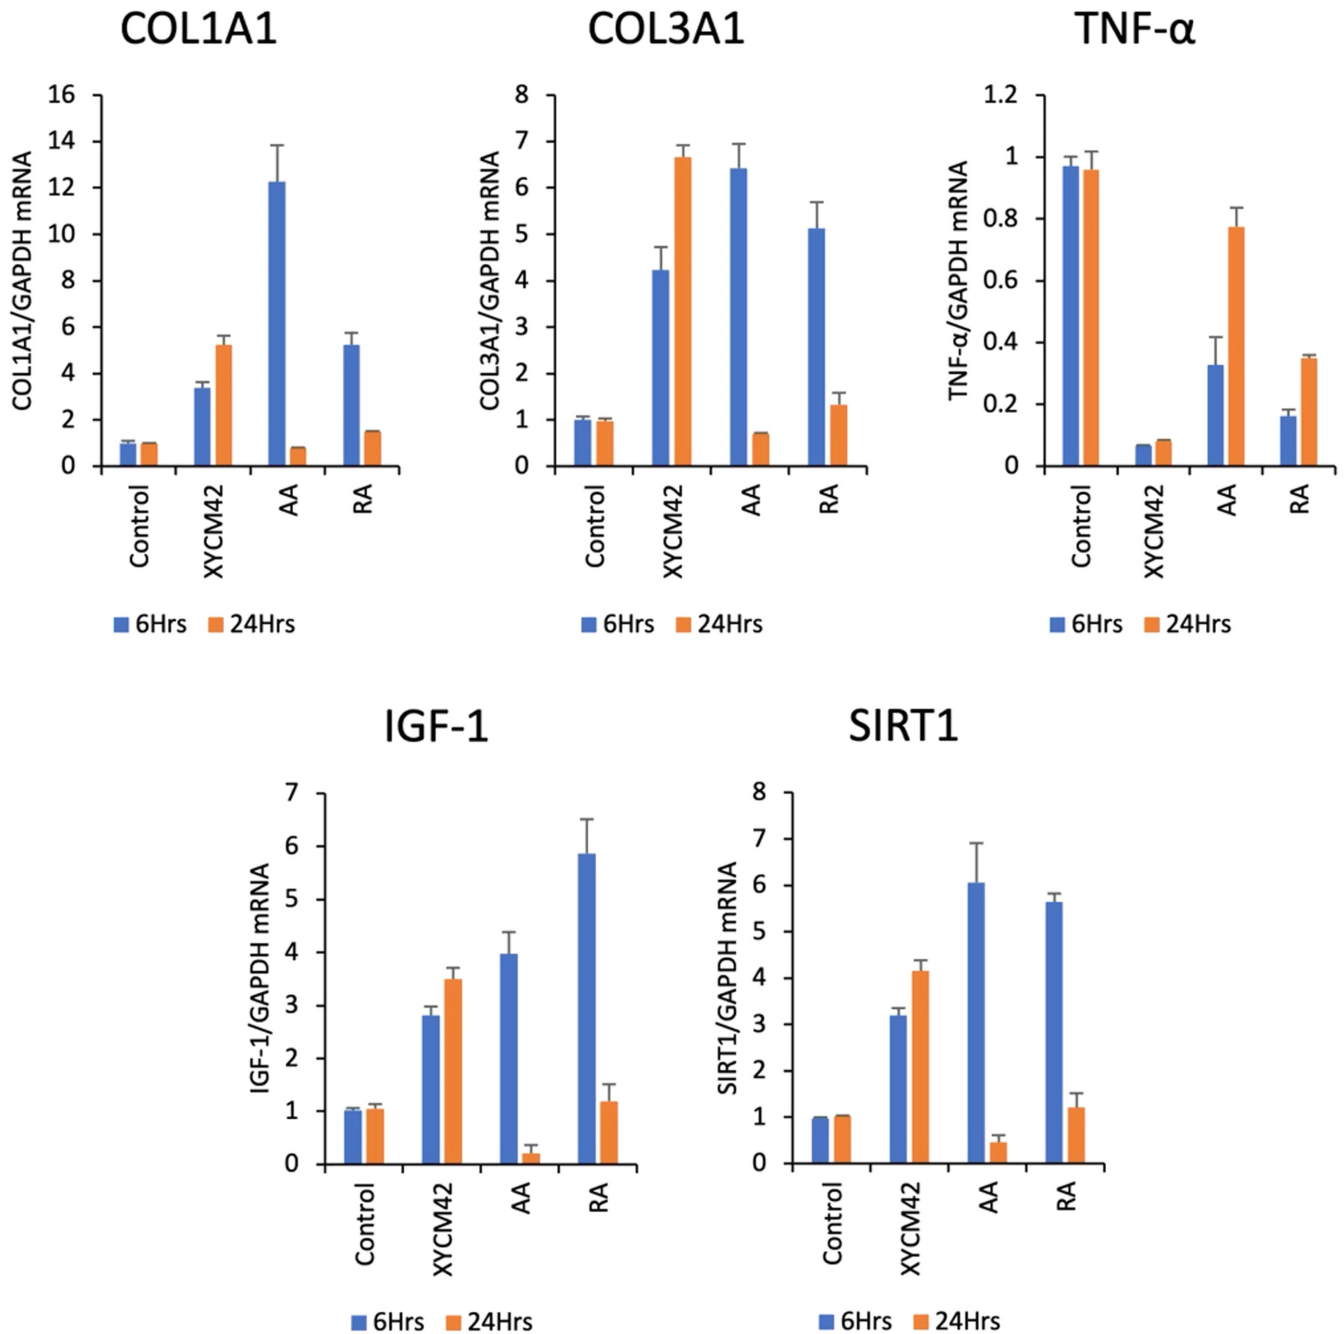 COL1A1
COL3A1
TNF-α
COL1A1/GAPDH mRNA
16
14
12
10
8
6
4
2
0
Control
XYCM42
AA
RA
6Hrs 24Hrs
COL3A1/GAPDH mRNA
8
7
6
5
4
3
2
1
0
Control
XYCM42
AA
RA
6Hrs 24Hrs
TNF-α/GAPDH mRNA
1.2
1
0.8
0.6
0.4
0.2
0
Control
XYCM42
AA
RA
6Hrs 24Hrs
IGF-1
SIRT1
IGF-1/GAPDH mRNA
7
6
5
4
3
2
1
0
Control
XYCM42
AA
RA
6Hrs 24Hrs
SIRT1/GAPDH mRNA
8
7
6
5
4
3
2
1
0
Control
XYCM42
AA
RA
6Hrs 24Hrs